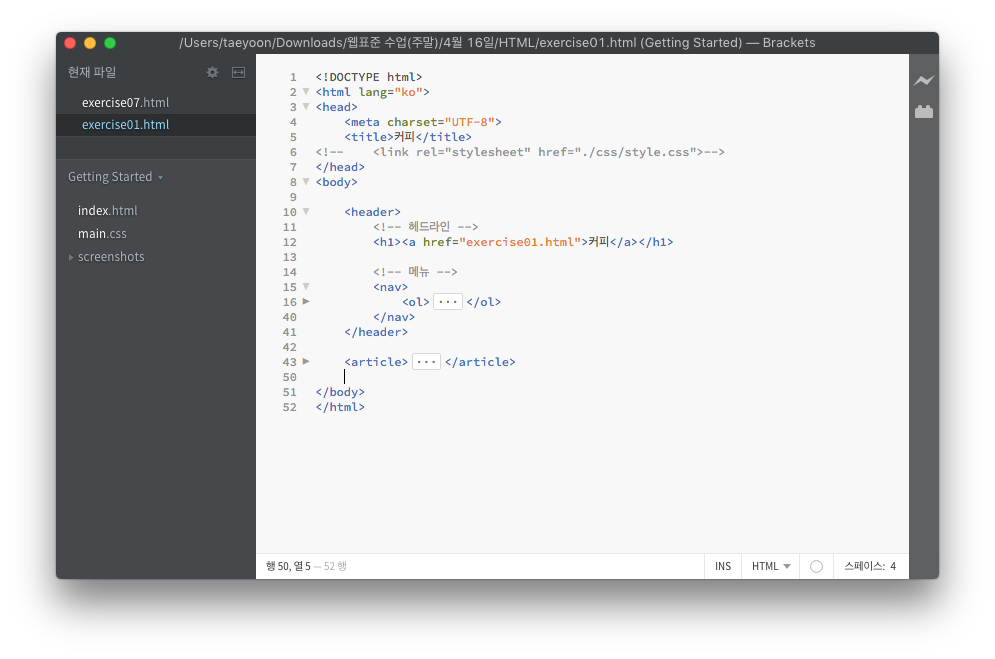 /Users/taeyoon/Downloads/웹표준 수업(주말)/4월 16일/HTML/exercise01.html (Getting Started) — Brackets
현재 파일
exercise07.html
exercise01.html
Getting Started
index.html
main.css
screenshots
1 <!DOCTYPE html>
2 <html lang="ko">
3 <head>
4 <meta charset="UTF-8">
5 <title>커피</title>
6 <!-- <link rel="stylesheet" href="./css/style.css">-->
7 </head>
8 <body>
9
10 <header>
11 <!-- 헤드라인 -->
12 <h1><a href="exercise01.html">커피</a></h1>
13
14 <!-- 메뉴 -->
15 <nav>
16 <ol>...</ol>
40 </nav>
41 </header>
42
43 <article>...</article>
50
51 </body>
52 </html>
행 50, 열 5 — 52 행
INS
HTML
스페이스: 4